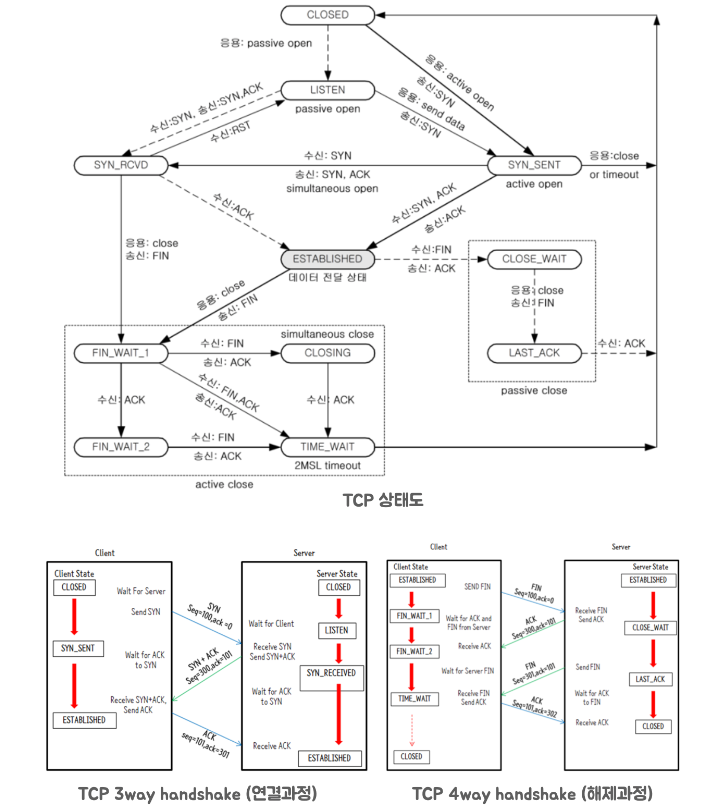 CLOSED
응용: passive open
응용: active open
송신:SYN
LISTEN
passive open
수신:SYN, 송신:SYN,ACK
수신:RST
응용: send data
송신:SYN
SYN_RCVD
수신: SYN
송신: SYN, ACK
simultaneous open
SYN_SENT
active open
응용:close
or timeout
수신:ACK
수신:SYN, ACK
송신:ACK
응용: close
송신: FIN
ESTABLISHED
데이터 전달 상태
수신:FIN
송신: ACK
CLOSE_WAIT
응용: close
송신: FIN
응용: close
송신: FIN
LAST_ACK
수신: ACK
passive close
simultaneous close
FIN_WAIT_1
수신: FIN
송신: ACK
CLOSING
수신: FIN,ACK
송신:ACK
수신: ACK
수신: ACK
FIN_WAIT_2
수신: FIN
송신: ACK
TIME_WAIT
2MSL timeout
active close
TCP 상태도
Client
Server
Client State
CLOSED
Wait For Server
Send SYN
SYN_SENT
Wait for ACK
to SYN
Receive SYN+ACK,
Send ACK
ESTABLISHED
SYN
Seq=100,ack =0
SYN + ACK
Seq=300,ack=101
ACK
seq=101,ack=301
Server State
CLOSED
Wait for Client
LISTEN
Receive SYN
Send SYN+ACK
SYN_RECEIVED
Wait for ACK
to SYN
Receive ACK
ESTABLISHED
TCP 3way handshake (연결과정)
Client
Server
Client State
ESTABLISHED
SEND FIN
FIN_WAIT_1
Wait for ACK and
FIN from Server
Receive ACK
FIN_WAIT_2
Wait for Server FIN
TIME_WAIT
Receive FIN
Send ACK
CLOSED
FIN
Seq=100,ack=0
ACK
Seq=300,ack=101
FIN
Seq=301,ack=101
ACK
Seq=101,ack=302
Server State
ESTABLISHED
Receive FIN
Send ACK
CLOSE_WAIT
Send FIN
LAST_ACK
Wait for ACK
to FIN
Receive ACK
CLOSED
TCP 4way handshake (해제과정)